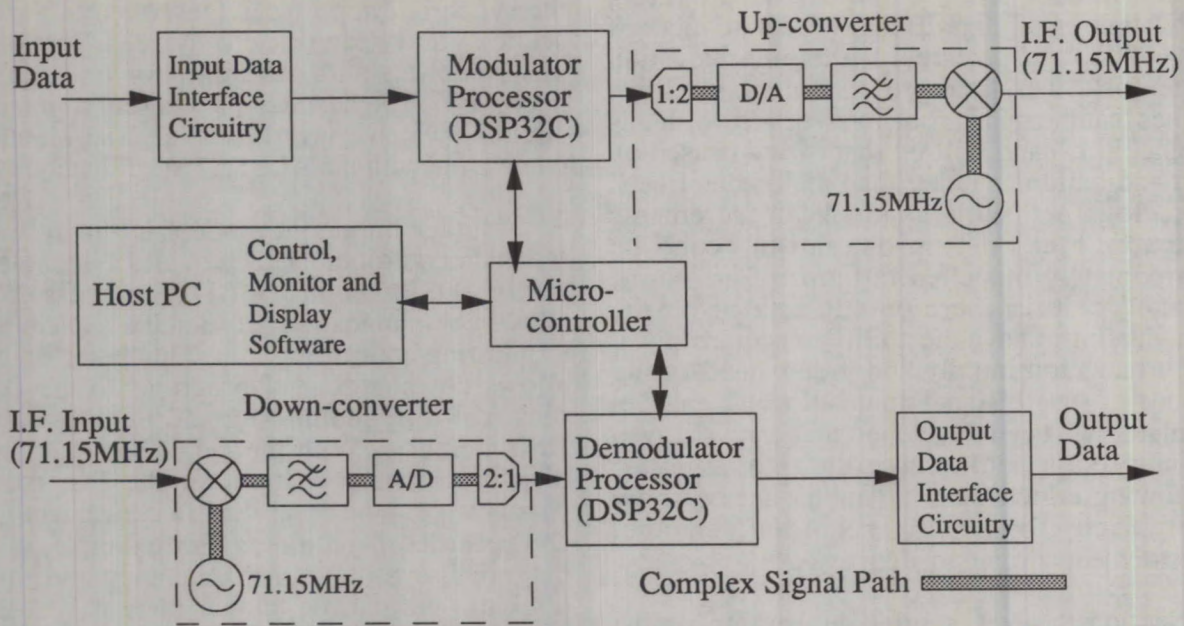 Up-converter
Input
Data
Input Data
Interface
Circuitry
Modulator
Processor
(DSP32C)
1:2
D/A
I.F. Output
(71.15MHz)
71.15MHz
Host PC
Control,
Monitor and
Display
Software
Micro-
controller
Down-converter
I.F. Input
(71.15MHz)
A/D
2:1
71.15MHz
Demodulator
Processor
(DSP32C)
Output
Data
Interface
Circuitry
Output
Data
Complex Signal Path